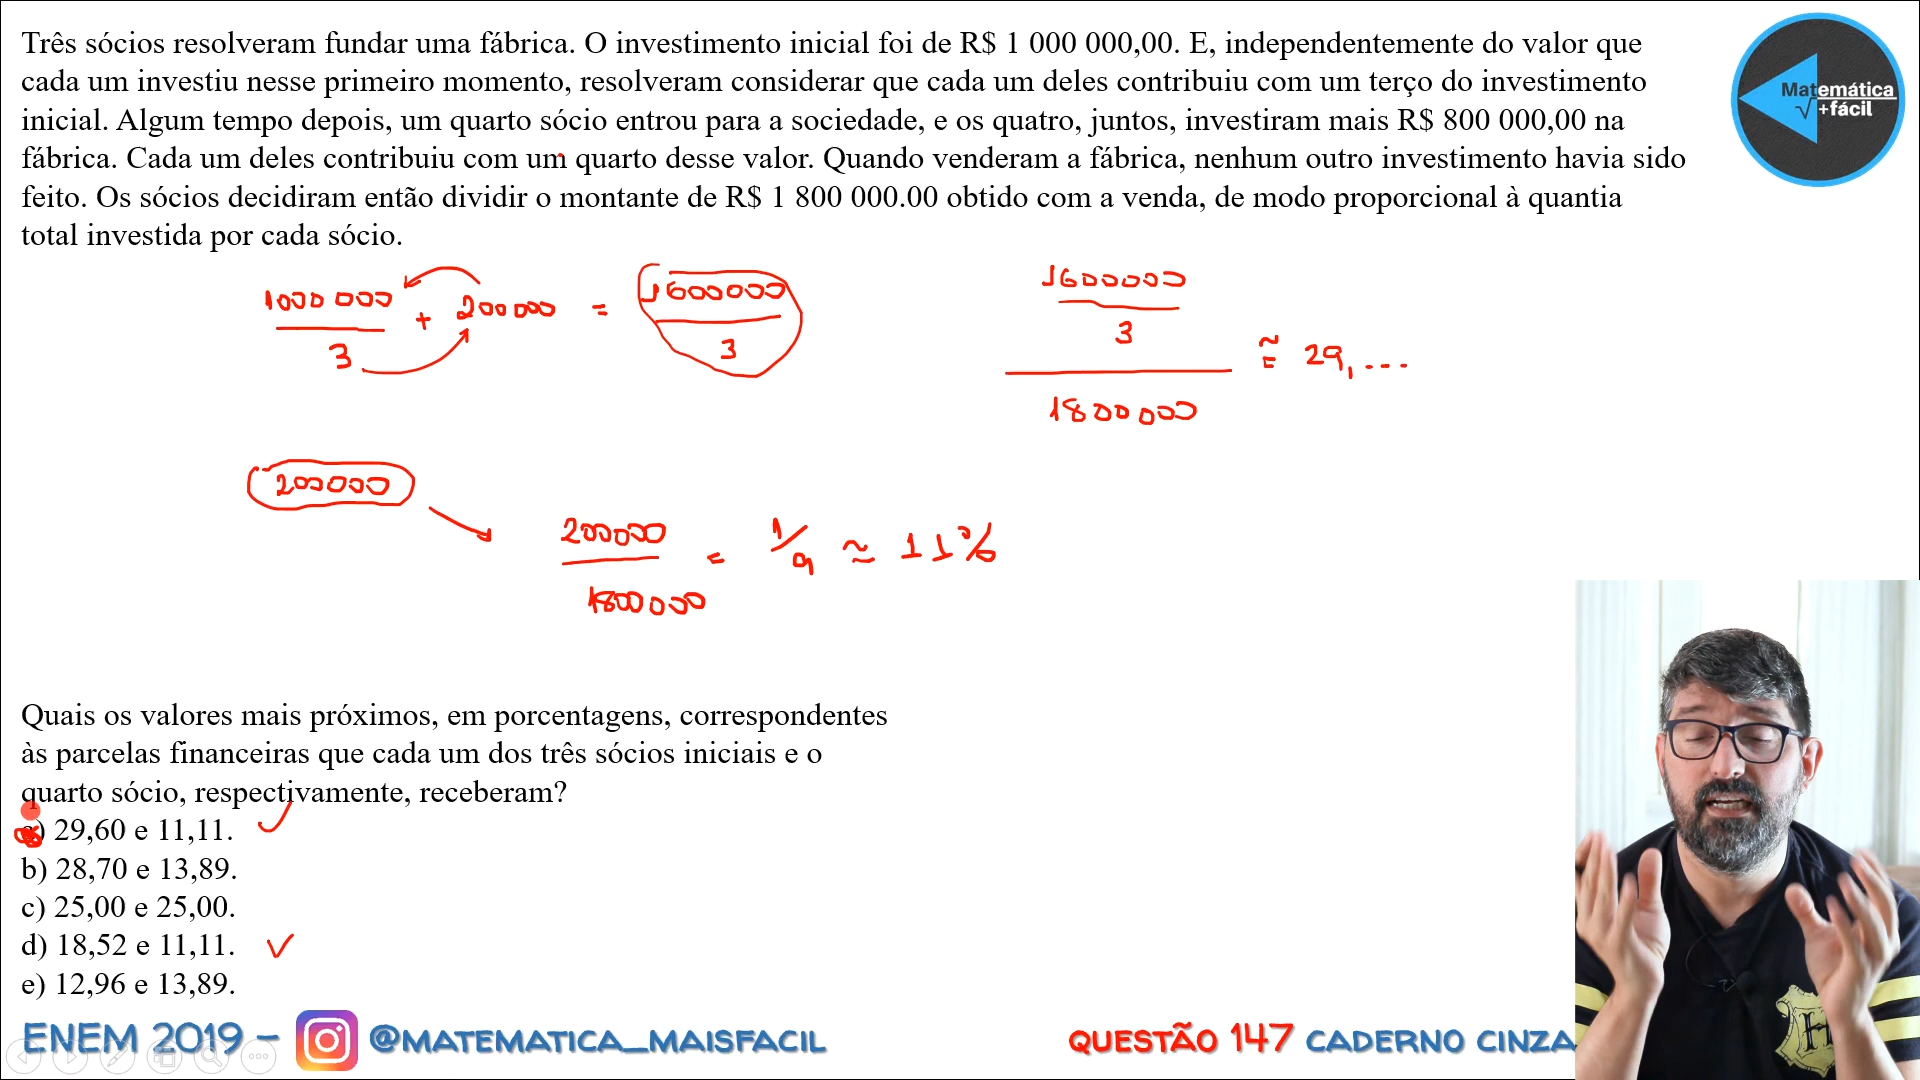 Três sócios resolveram fundar uma fábrica. O investimento inicial foi de R$ 1 000 000,00. E, independentemente do valor que
cada um investiu nesse primeiro momento, resolveram considerar que cada um deles contribuiu com um terço do investimento
inicial. Algum tempo depois, um quarto sócio entrou para a sociedade, e os quatro, juntos, investiram mais R$ 800 000,00 na
fábrica. Cada um deles contribuiu com um quarto desse valor. Quando venderam a fábrica, nenhum outro investimento havia sido
feito. Os sócios decidiram então dividir o montante de R$ 1 800 000.00 obtido com a venda, de modo proporcional à quantia
total investida por cada sócio.
Matemática
√+fácil
1000 000 / 3 + 200 000 = 1600000 / 3
1600000 / 3
1800000
≅ 29, ...
200000
200000 / 1800000 = 1/9 ≈ 11%
Quais os valores mais próximos, em porcentagens, correspondentes
às parcelas financeiras que cada um dos três sócios iniciais e o
quarto sócio, respectivamente, receberam?
a) 29,60 e 11,11.
b) 28,70 e 13,89.
c) 25,00 e 25,00.
d) 18,52 e 11,11.
e) 12,96 e 13,89.
ENEM 2019 - @MATEMATICA_MAISFACIL
QUESTÃO 147 CADERNO CINZA